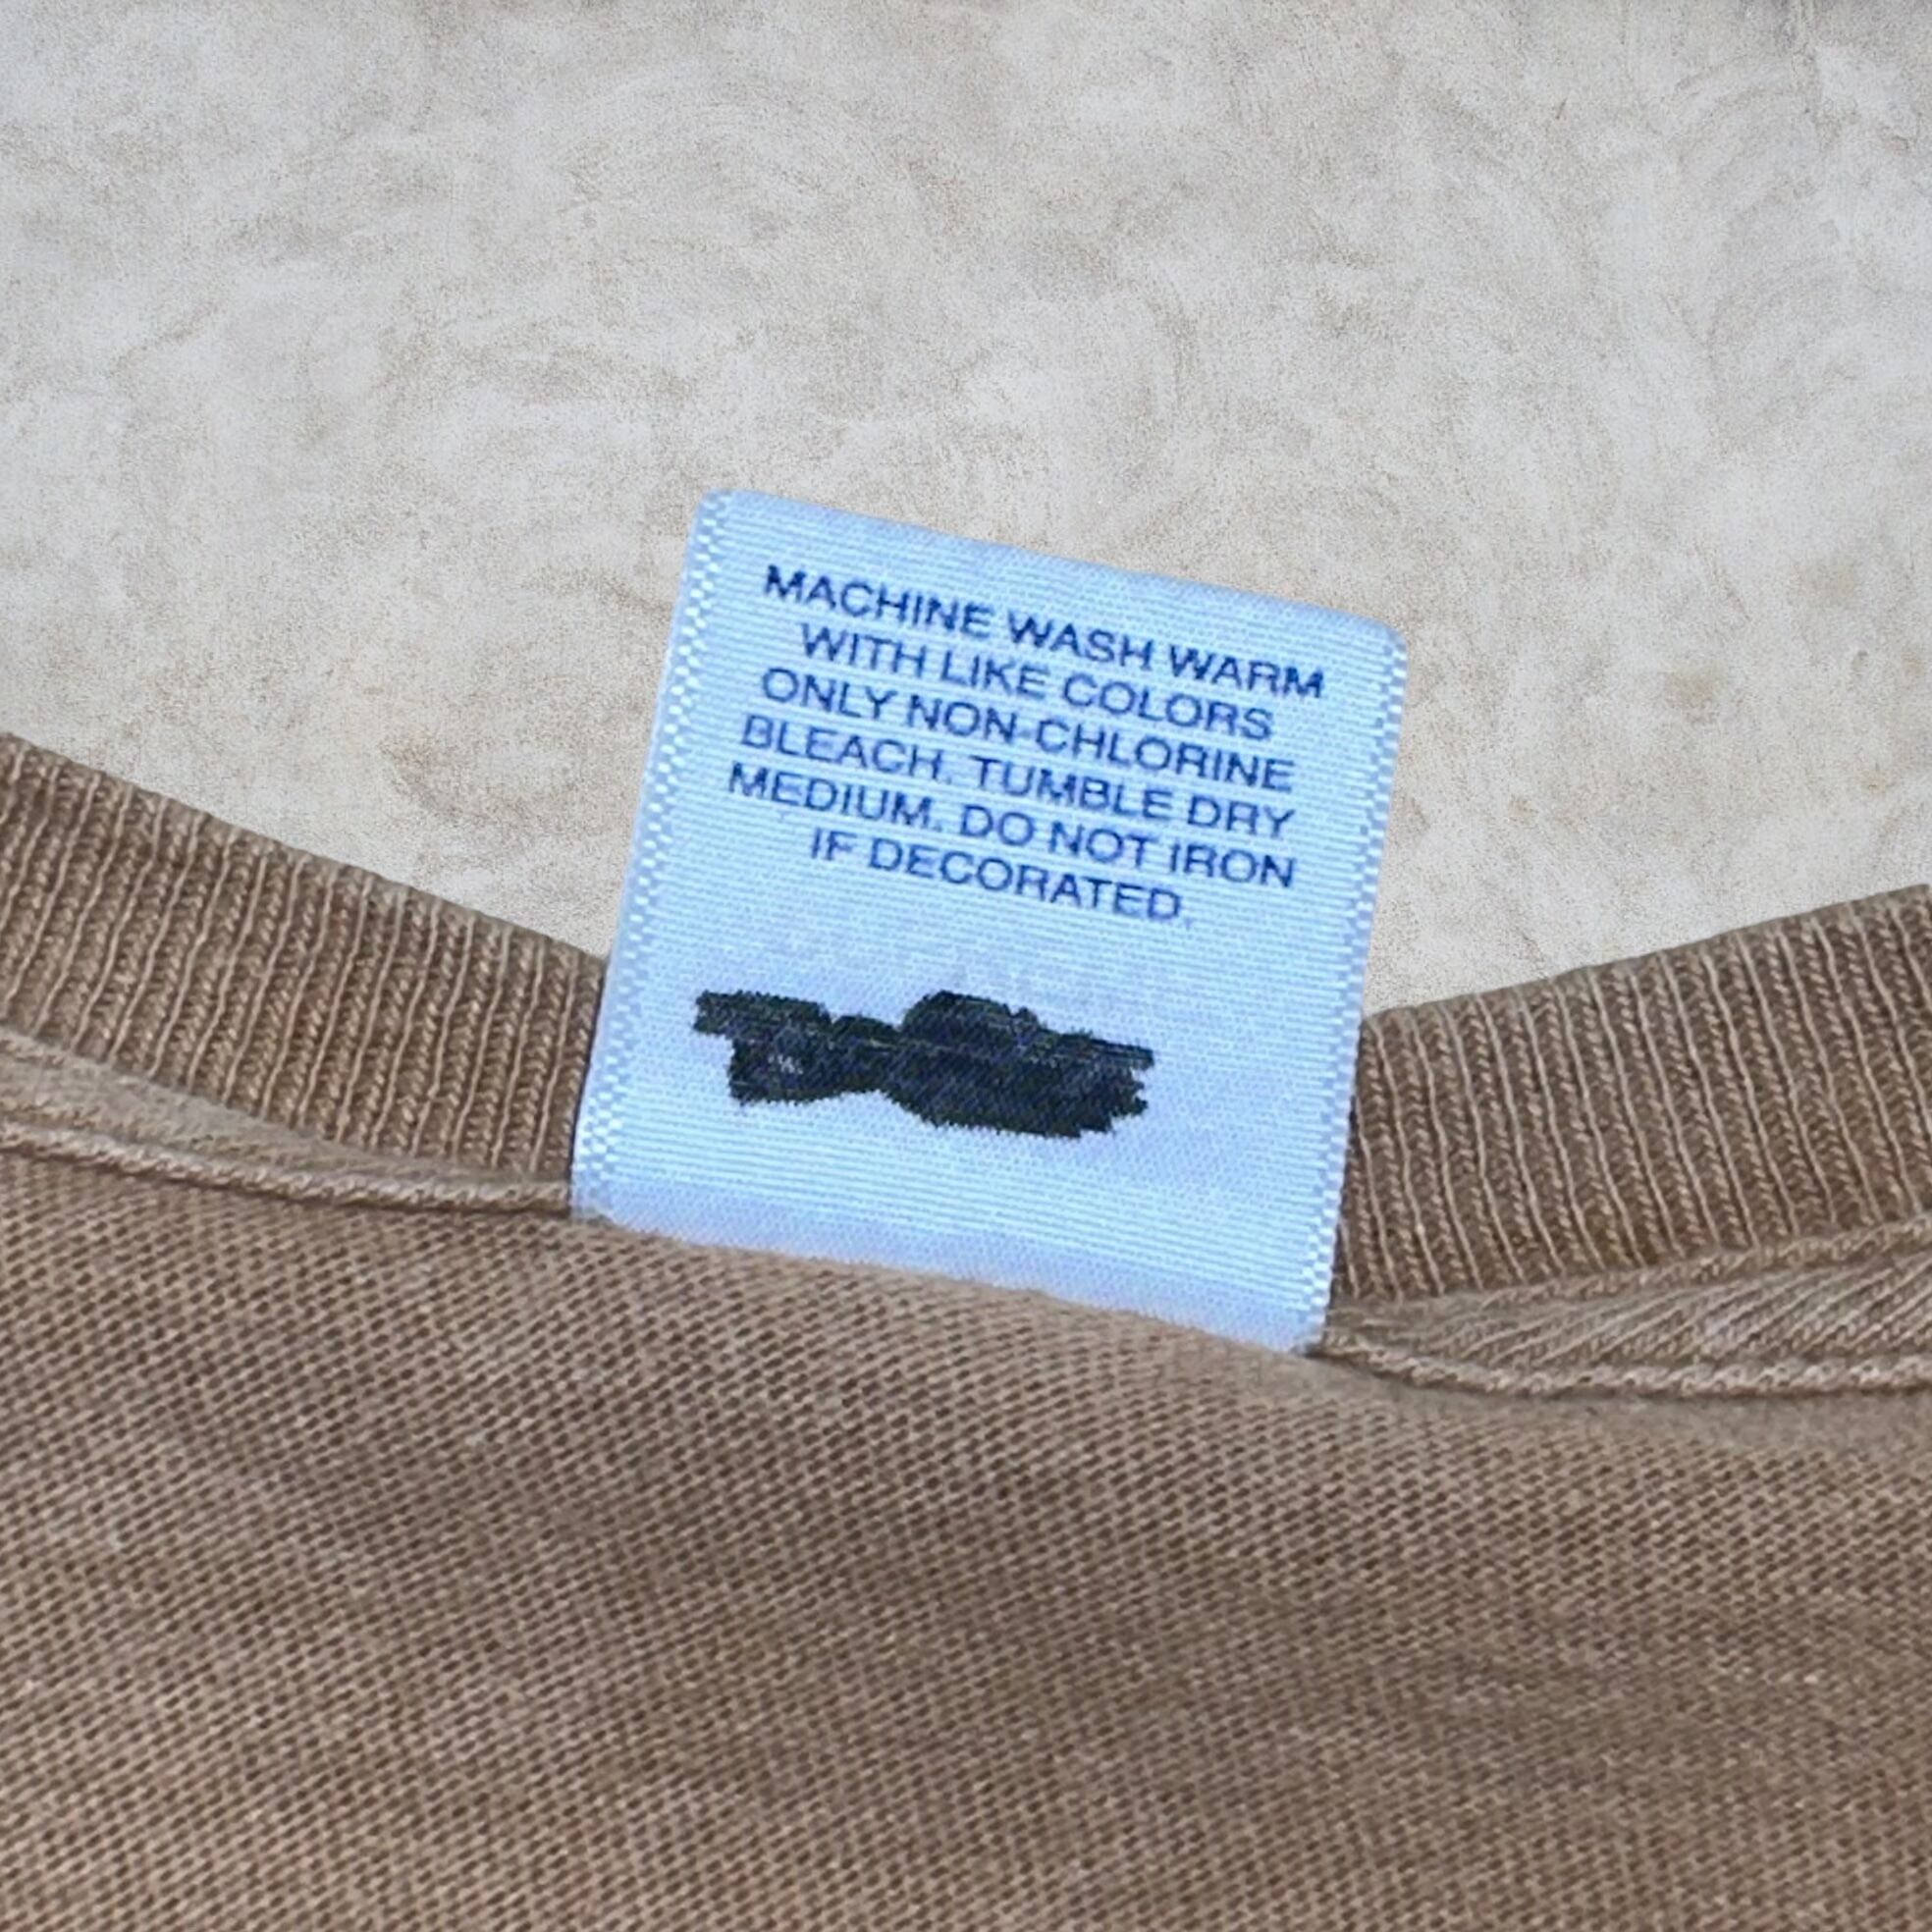 MACHINE WASH WARM
WITH LIKE COLORS
ONLY NON-CHLORINE
BLEACH. TUMBLE DRY
MEDIUM. DO NOT IRON
IF DECORATED.